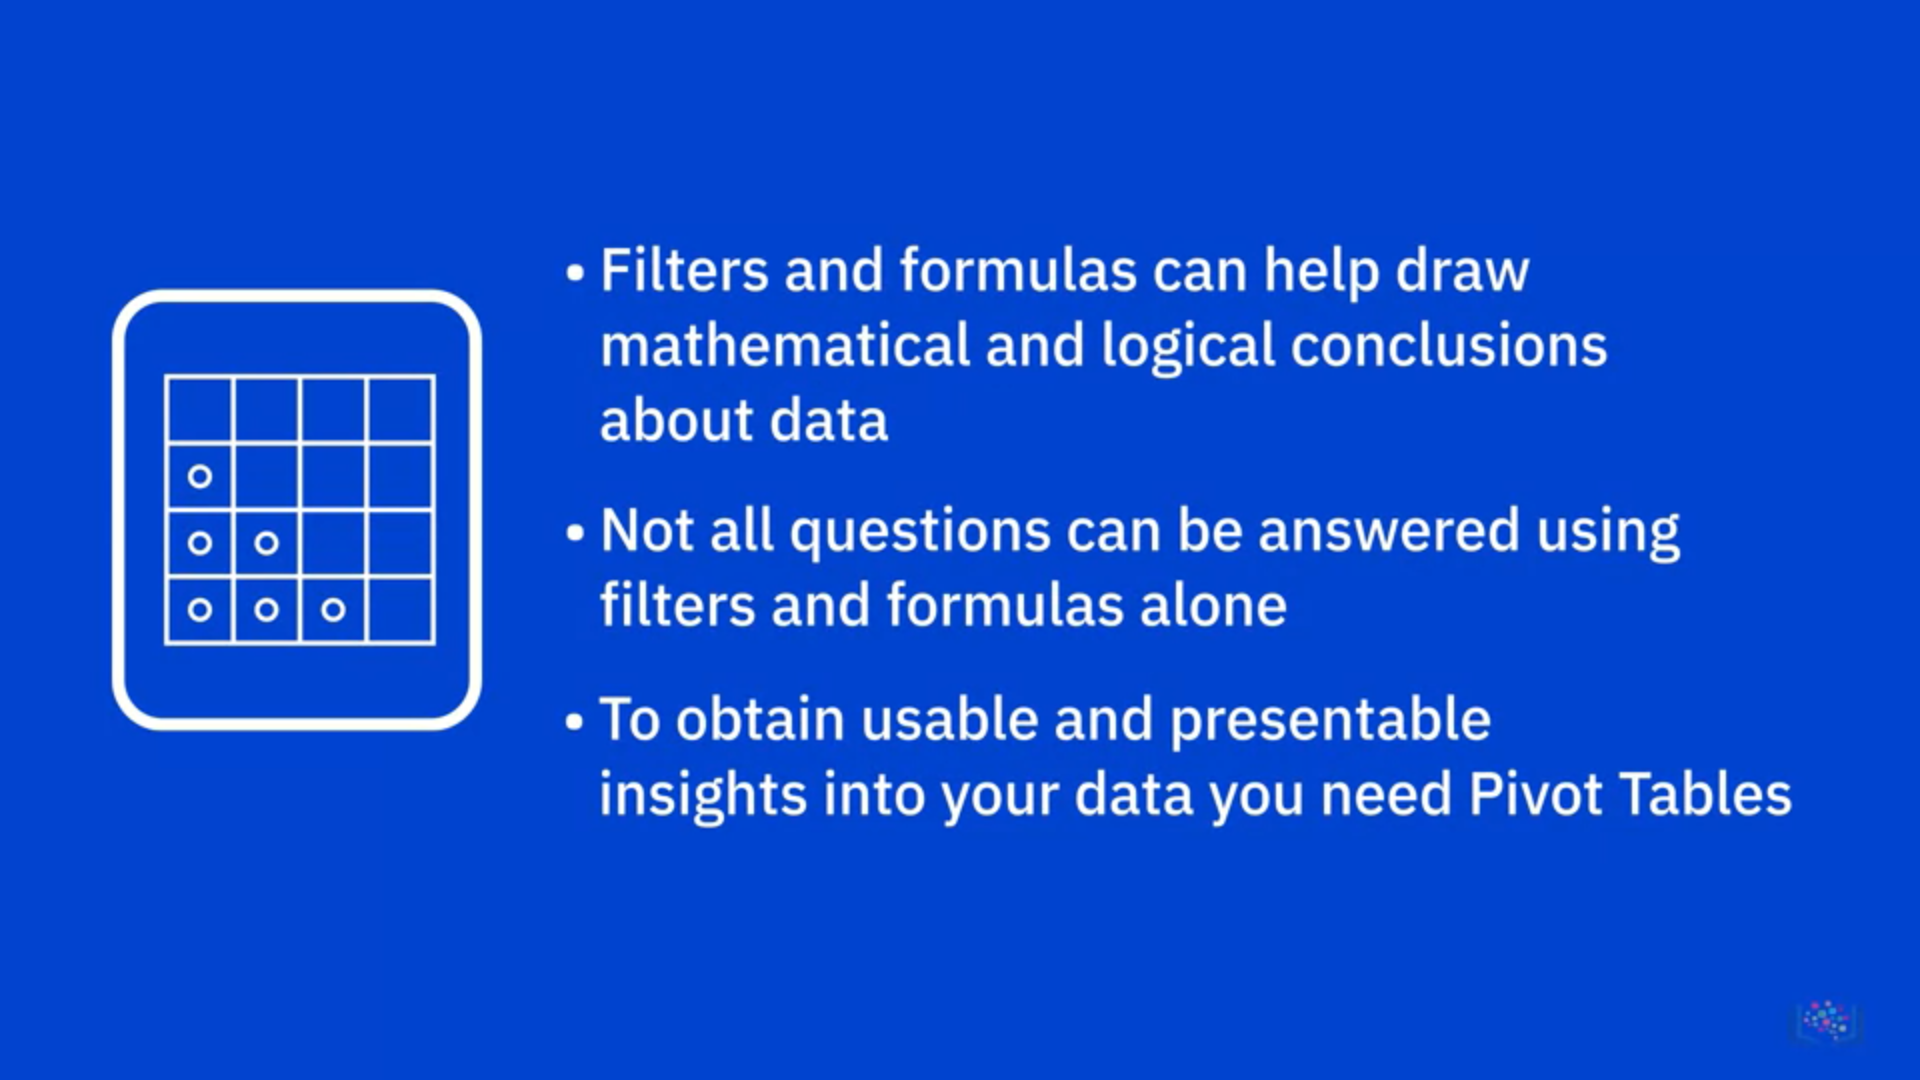 • Filters and formulas can help draw
mathematical and logical conclusions
about data
• Not all questions can be answered using
filters and formulas alone
• To obtain usable and presentable
insights into your data you need Pivot Tables